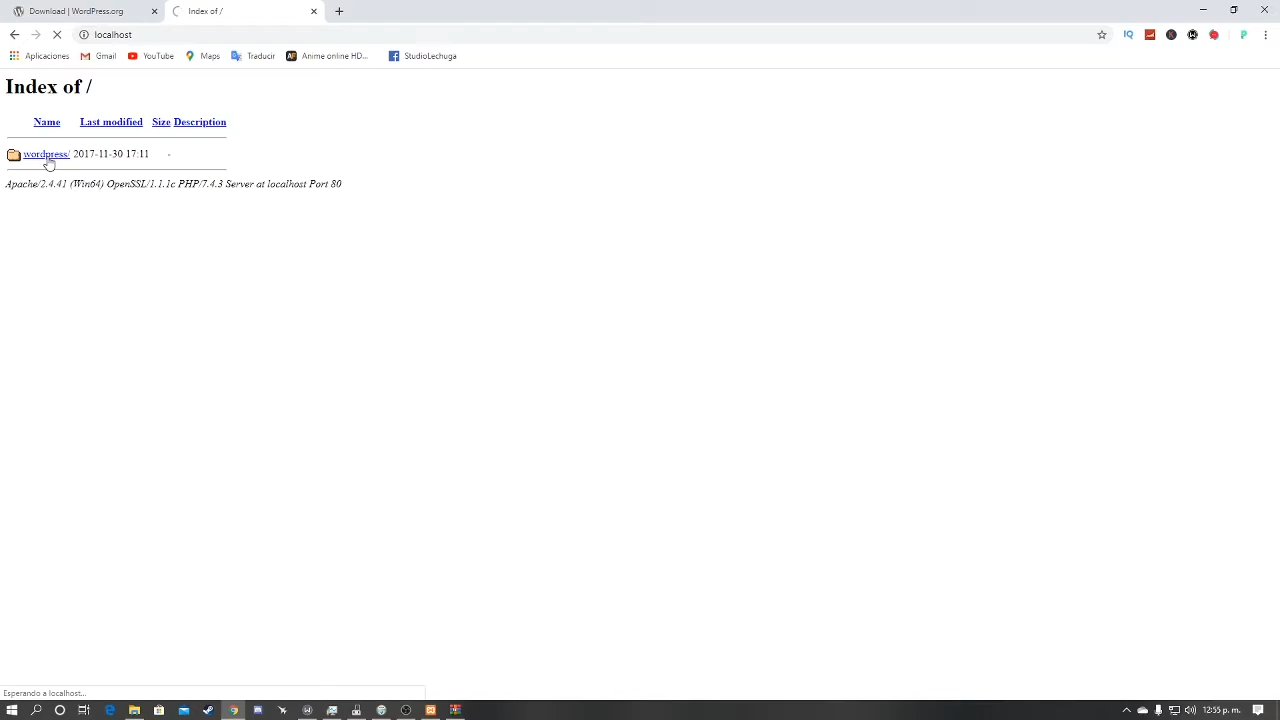 Download | WordPress.org
Index of /
localhost
Aplicaciones Gmail YouTube Maps Traducir Anime online HD... StudioLechuga
Index of /
Name Last modified Size Description
wordpress/ 2017-11-30 17:11 -
Apache/2.4.41 (Win64) OpenSSL/1.1.1c PHP/7.4.3 Server at localhost Port 80
Esperando a localhost...
12:55 p. m.